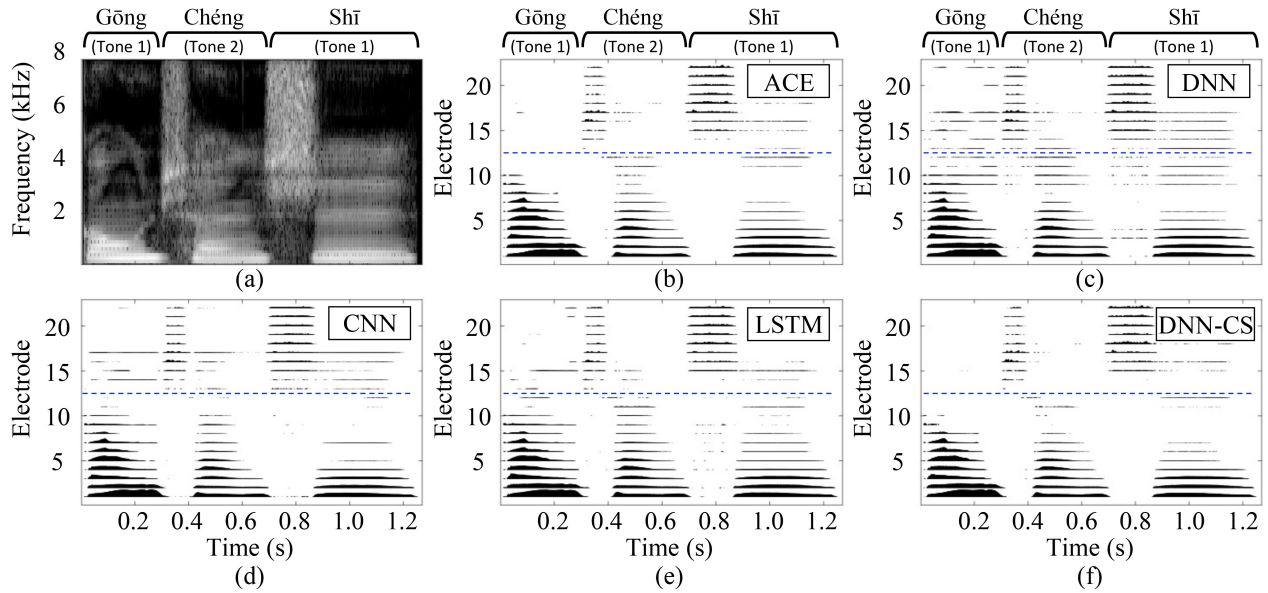 Gōng Chéng Shī
(Tone 1) (Tone 2) (Tone 1)
Frequency (kHz)
8
6
4
2
(a)
Gōng Chéng Shī
(Tone 1) (Tone 2) (Tone 1)
Electrode
20
15
10
5
ACE
(b)
Gōng Chéng Shī
(Tone 1) (Tone 2) (Tone 1)
Electrode
20
15
10
5
DNN
(c)
Electrode
20
15
10
5
CNN
0.2 0.4 0.6 0.8 1.0 1.2
Time (s)
(d)
Electrode
20
15
10
5
LSTM
0.2 0.4 0.6 0.8 1.0 1.2
Time (s)
(e)
Electrode
20
15
10
5
DNN-CS
0.2 0.4 0.6 0.8 1.0 1.2
Time (s)
(f)